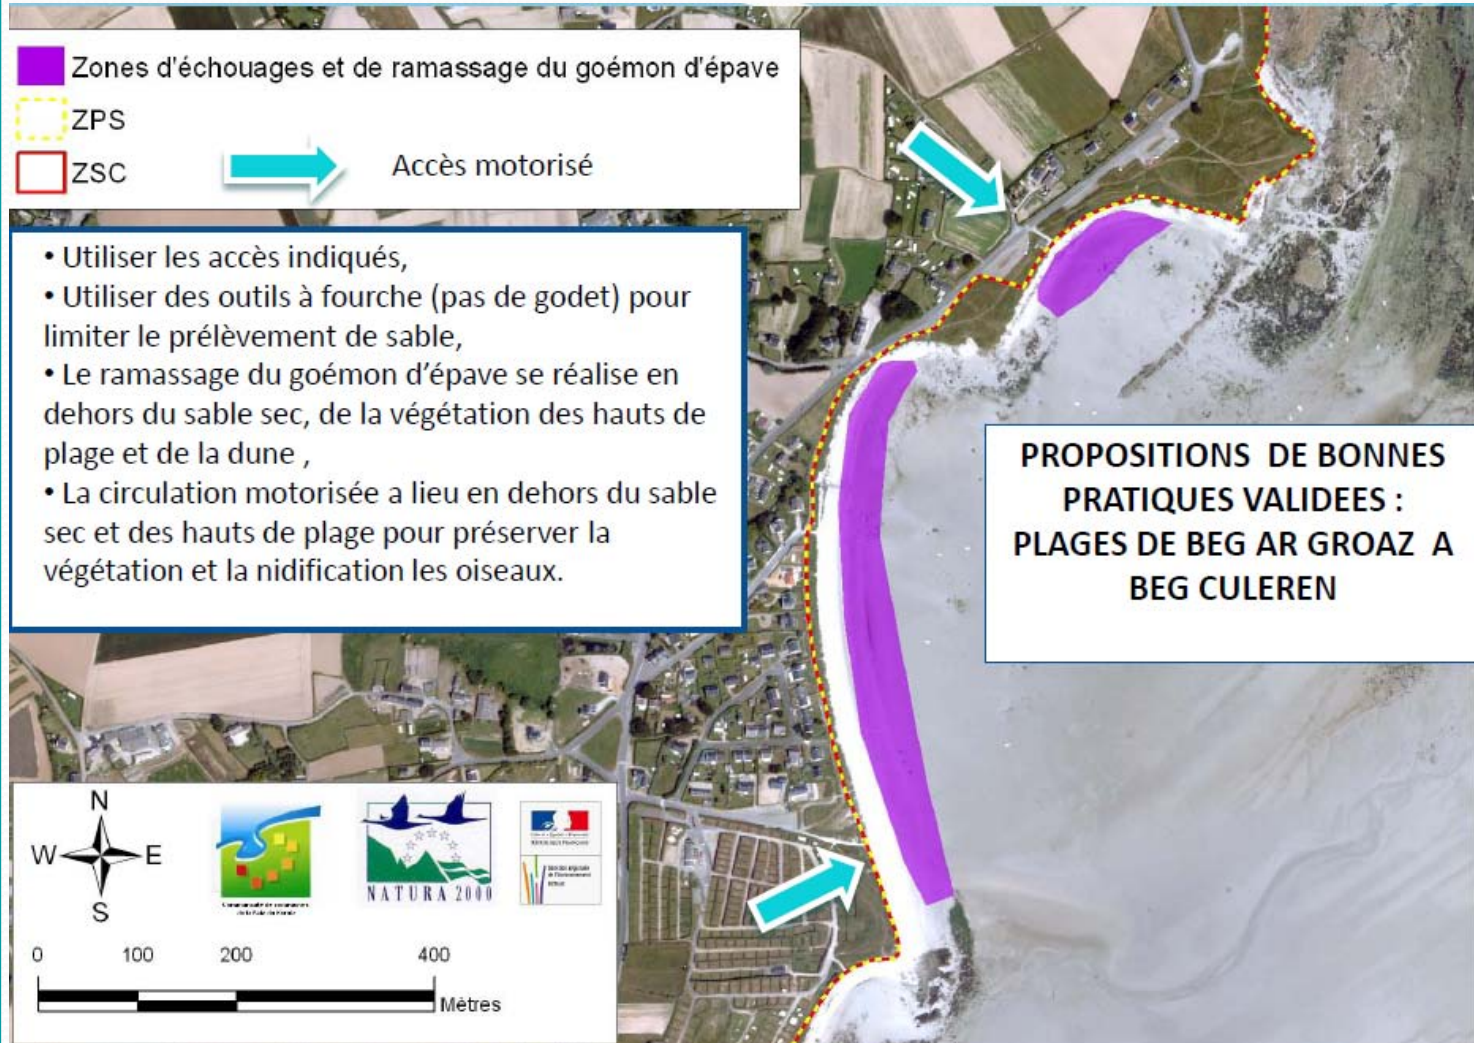 Zones d'échouages et de ramassage du goémon d'épave
ZPS
ZSC
Accès motorisé
• Utiliser les accès indiqués,
• Utiliser des outils à fourche (pas de godet) pour
limiter le prélèvement de sable,
• Le ramassage du goémon d'épave se réalise en
dehors du sable sec, de la végétation des hauts de
plage et de la dune ,
• La circulation motorisée a lieu en dehors du sable
sec et des hauts de plage pour préserver la
végétation et la nidification les oiseaux.
PROPOSITIONS DE BONNES
PRATIQUES VALIDEES :
PLAGES DE BEG AR GROAZ A
BEG CULEREN
N
W E
S
NATURA 2000
0 100 200 400
Mètres